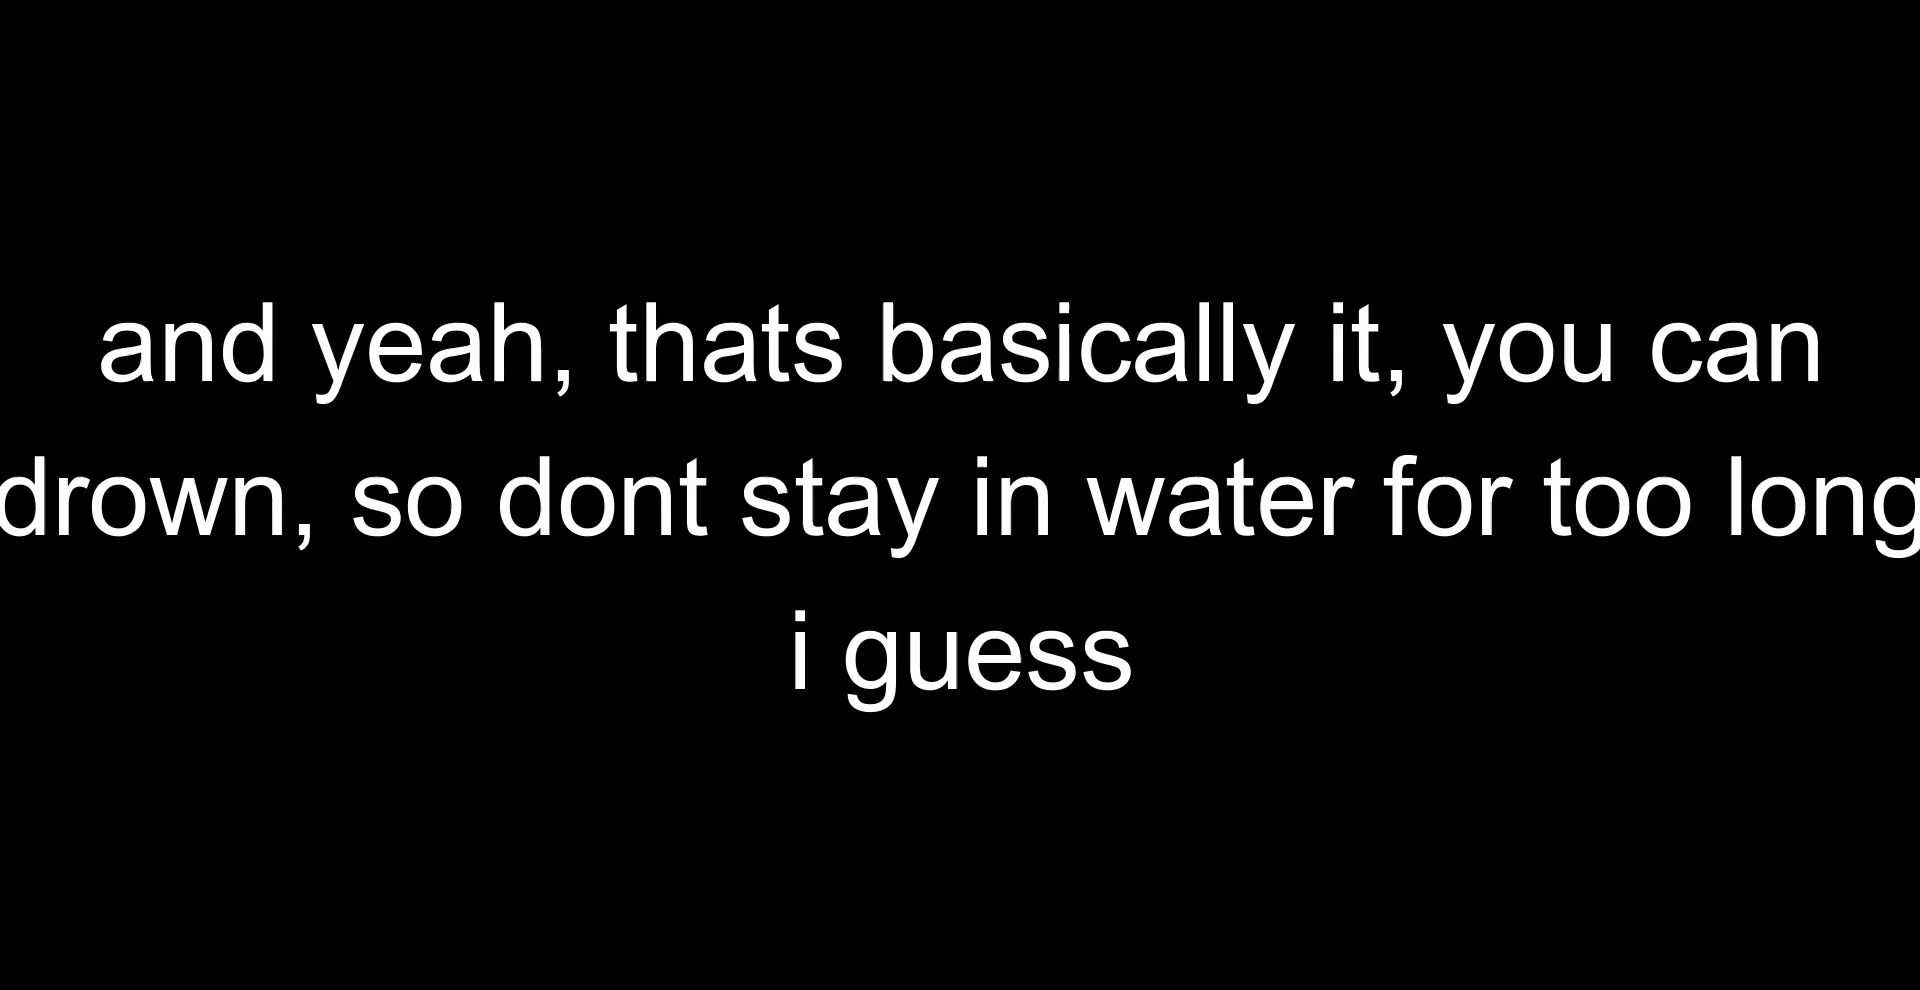 and yeah, thats basically it, you can
drown, so dont stay in water for too long
i guess